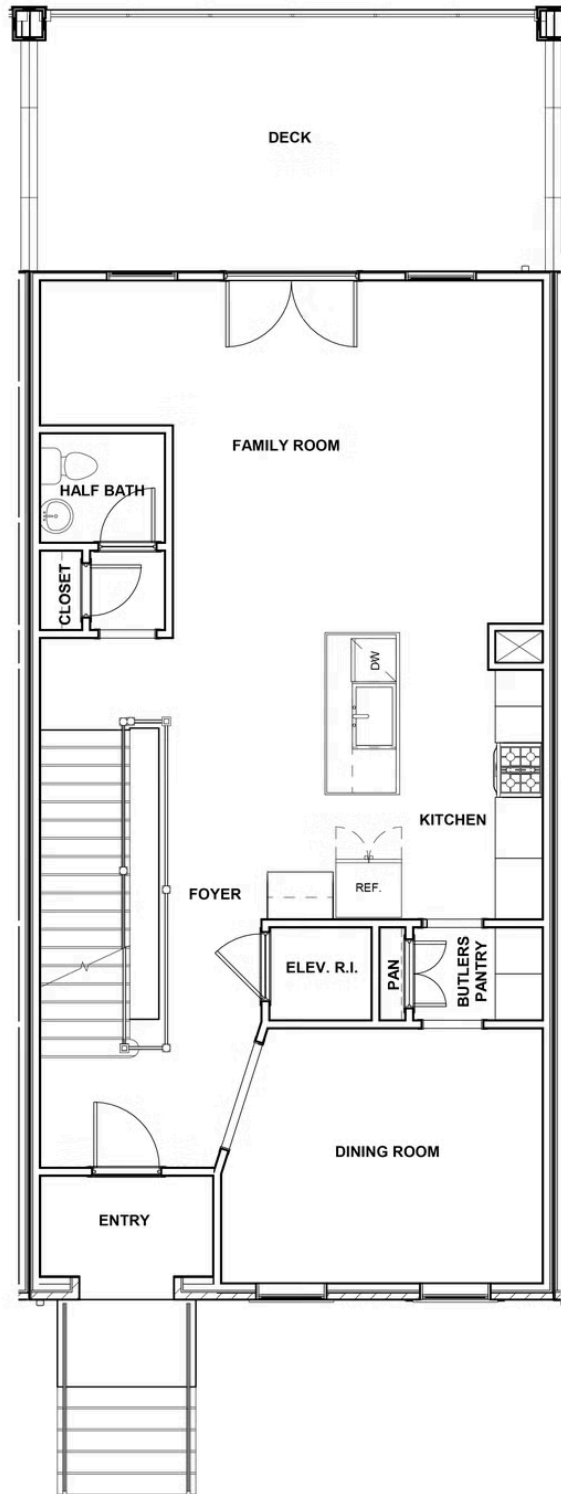 DECK
FAMILY ROOM
HALF BATH
CLOSET
DW
KITCHEN
REF.
FOYER
ELEV. R.I.
PAN
BUTLERS
PANTRY
DINING ROOM
ENTRY